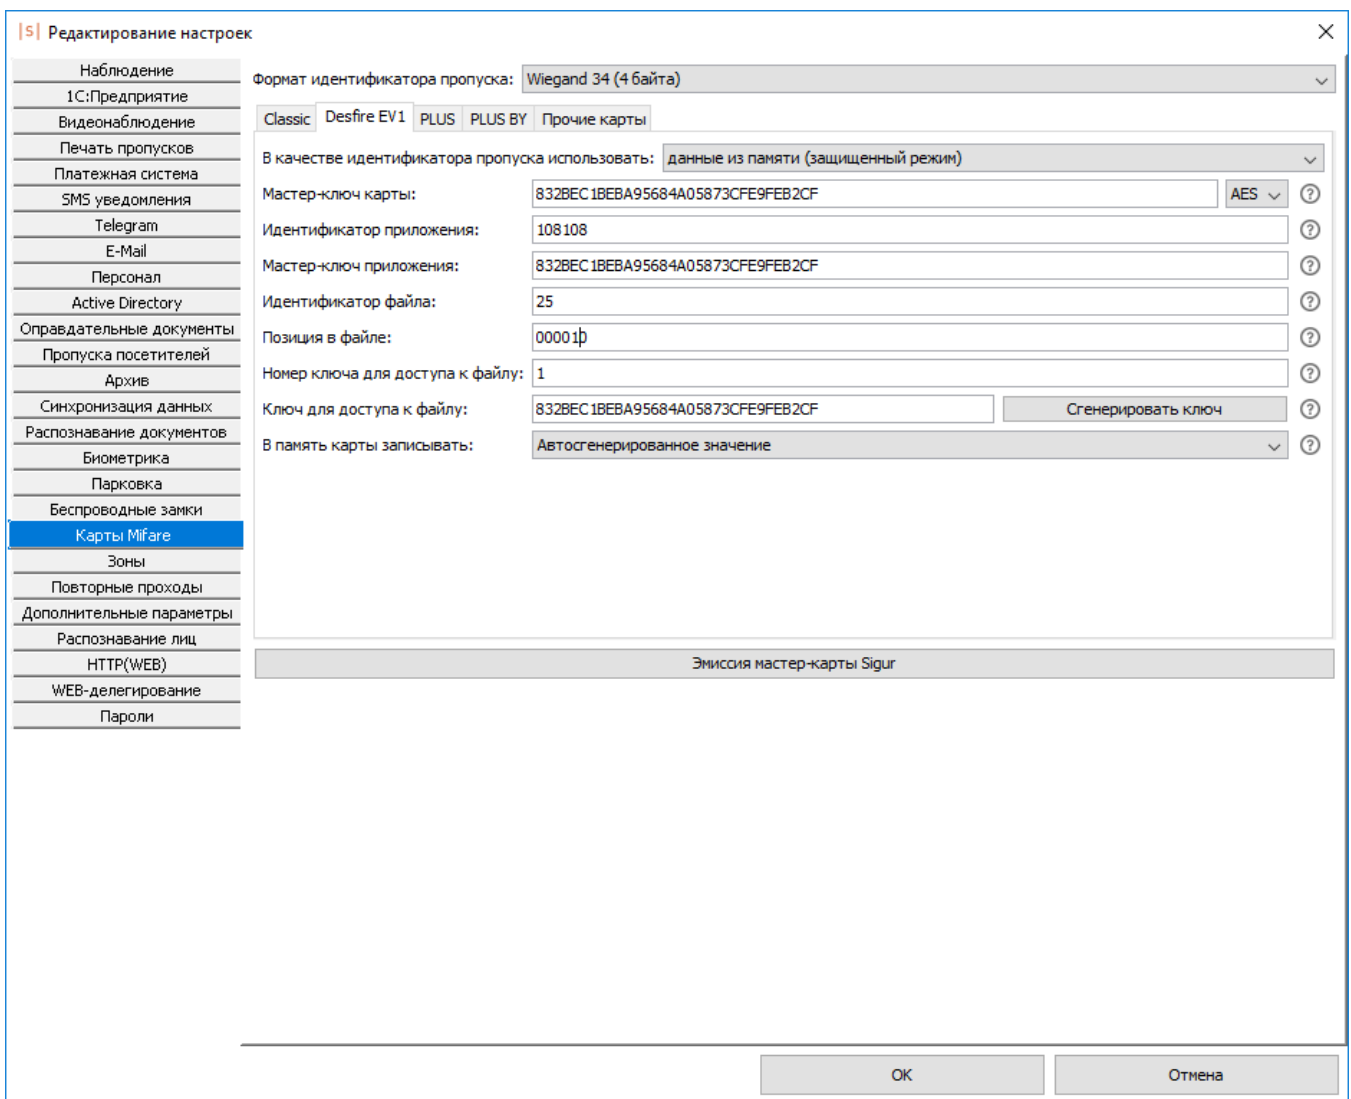 |S| Редактирование настроек
Наблюдение
1С:Предприятие
Видеонаблюдение
Печать пропусков
Платежная система
SMS уведомления
Telegram
E-Mail
Персонал
Active Directory
Оправдательные документы
Пропуска посетителей
Архив
Синхронизация данных
Распознавание документов
Биометрика
Парковка
Беспроводные замки
Карты Mifare
Зоны
Повторные проходы
Дополнительные параметры
Распознавание лиц
HTTP(WEB)
WEB-делегирование
Пароли
Формат идентификатора пропуска: Wiegand 34 (4 байта)
Classic Desfire EV1 PLUS PLUS BY Прочие карты
В качестве идентификатора пропуска использовать: данные из памяти (защищенный режим)
Мастер-ключ карты: 832BEC1BEBA95684A05873CFE9FEB2CF AES ?
Идентификатор приложения: 108108 ?
Мастер-ключ приложения: 832BEC1BEBA95684A05873CFE9FEB2CF ?
Идентификатор файла: 25 ?
Позиция в файле: 000010 ?
Номер ключа для доступа к файлу: 1 ?
Ключ для доступа к файлу: 832BEC1BEBA95684A05873CFE9FEB2CF Сгенерировать ключ ?
В память карты записывать: Автосгенерированное значение ?
Эмиссия мастер-карты Sigur
OK Отмена